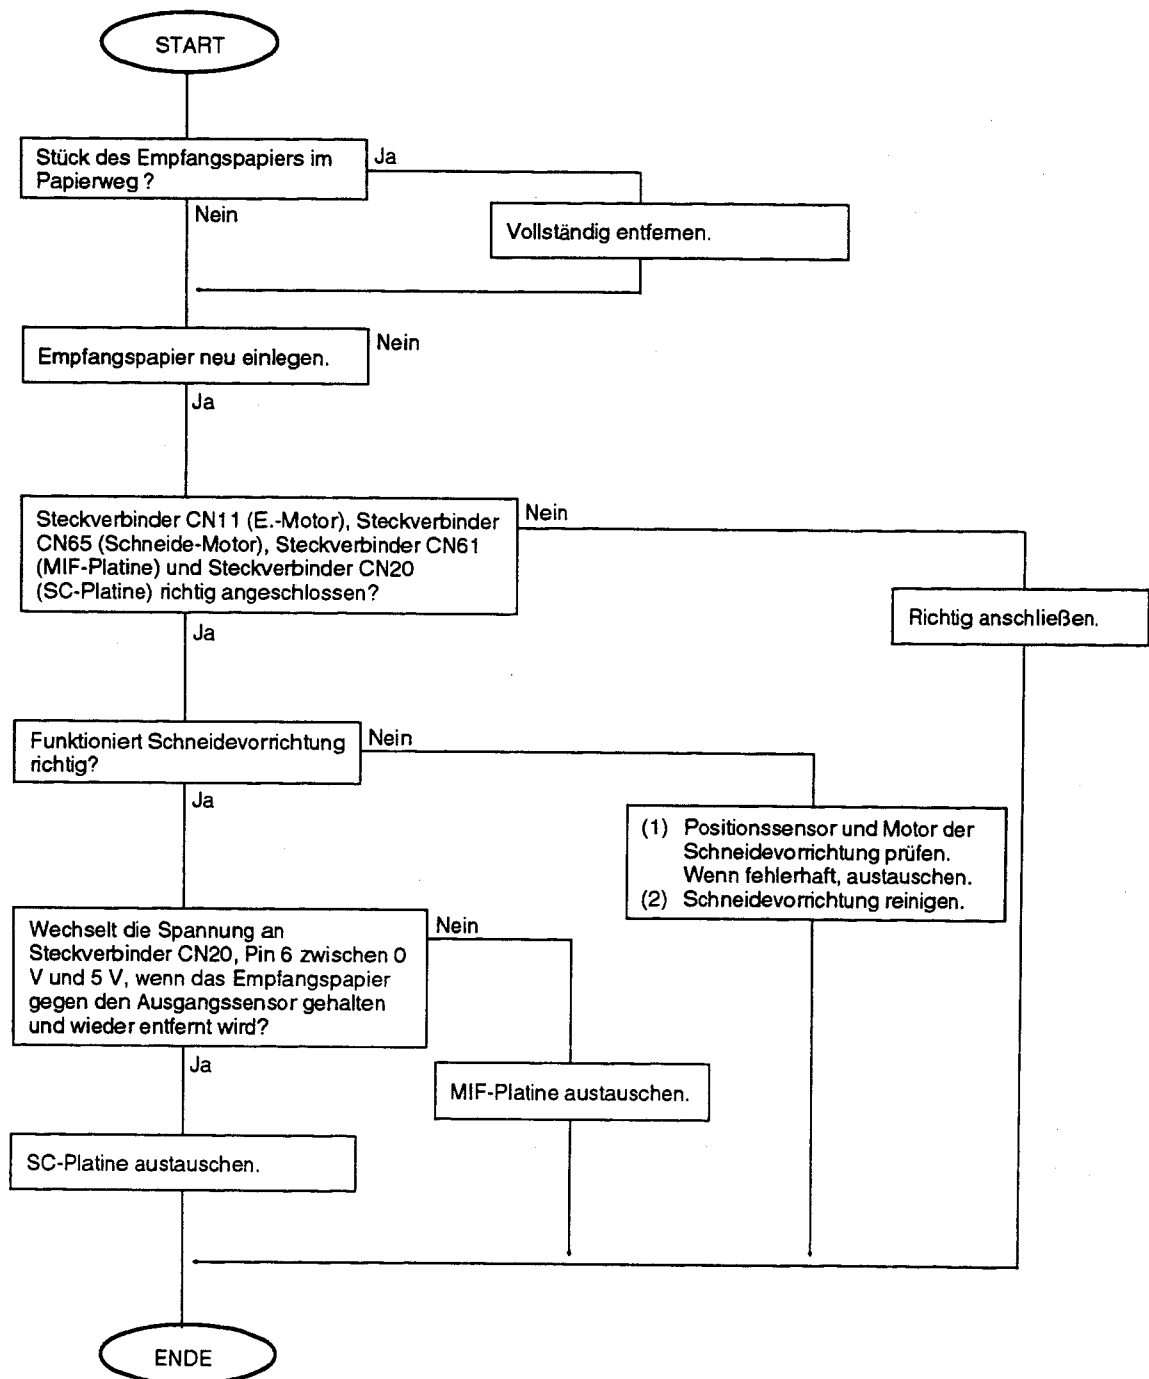 START
Stück des Empfangspapiers im
Papierweg ?
Ja
Nein
Vollständig entfernen.
Empfangspapier neu einlegen.
Nein
Ja
Steckverbinder CN11 (E.-Motor), Steckverbinder
CN65 (Schneide-Motor), Steckverbinder CN61
(MIF-Platine) und Steckverbinder CN20
(SC-Platine) richtig angeschlossen?
Nein
Ja
Richtig anschließen.
Funktioniert Schneidevorrichtung
richtig?
Nein
Ja
(1) Positionssensor und Motor der
Schneidevorrichtung prüfen.
Wenn fehlerhaft, austauschen.
(2) Schneidevorrichtung reinigen.
Wechselt die Spannung an
Steckverbinder CN20, Pin 6 zwischen 0
V und 5 V, wenn das Empfangspapier
gegen den Ausgangssensor gehalten
und wieder entfernt wird?
Nein
Ja
MIF-Platine austauschen.
SC-Platine austauschen.
ENDE